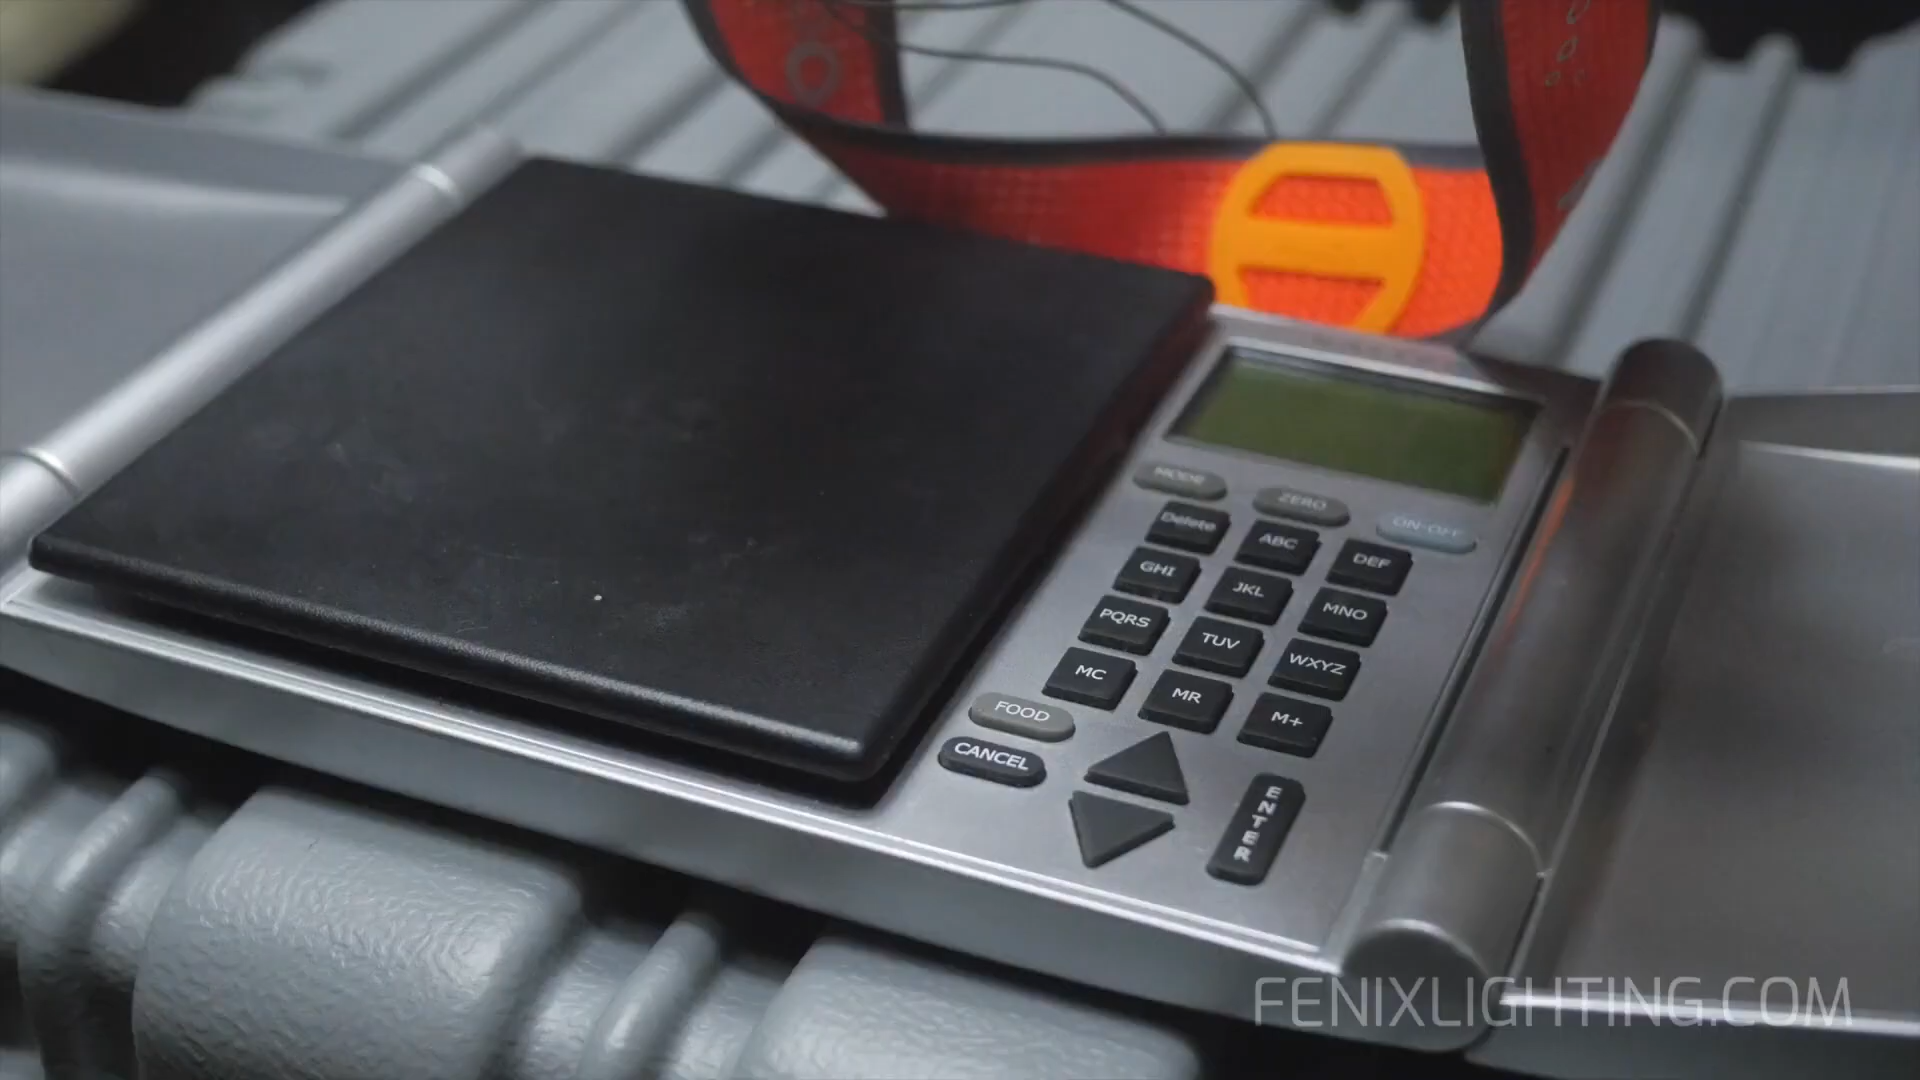 MODE
ZERO
ON-OFF
Delete
ABC
DEF
GHI
JKL
MNO
PQRS
TUV
WXYZ
MC
MR
M+
FOOD
CANCEL
ENTER
FENIXLIGHTING.COM